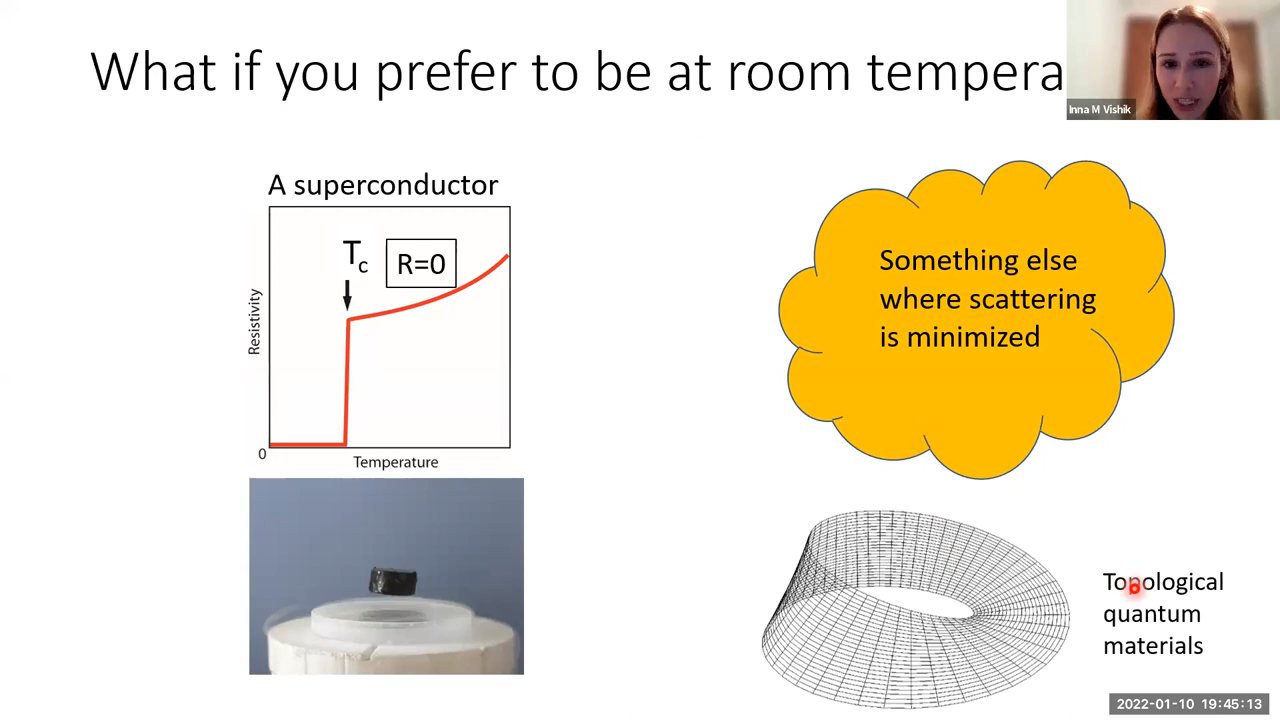 What if you prefer to be at room tempera
Inna M Vishik
A superconductor
Tc
R=0
Resistivity
0
Temperature
Something else
where scattering
is minimized
Topological
quantum
materials
2022-01-10 19:45:13